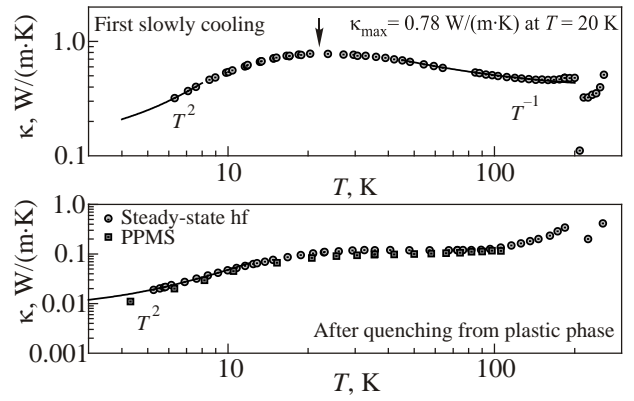 First slowly cooling
κmax = 0.78 W/(m·K) at T = 20 K
κ, W/(m·K)
1.0
0.1
T²
T⁻¹
10
100
T, K
κ, W/(m·K)
1.0
0.1
0.01
0.001
Steady-state hf
PPMS
T²
After quenching from plastic phase
10
100
T, K